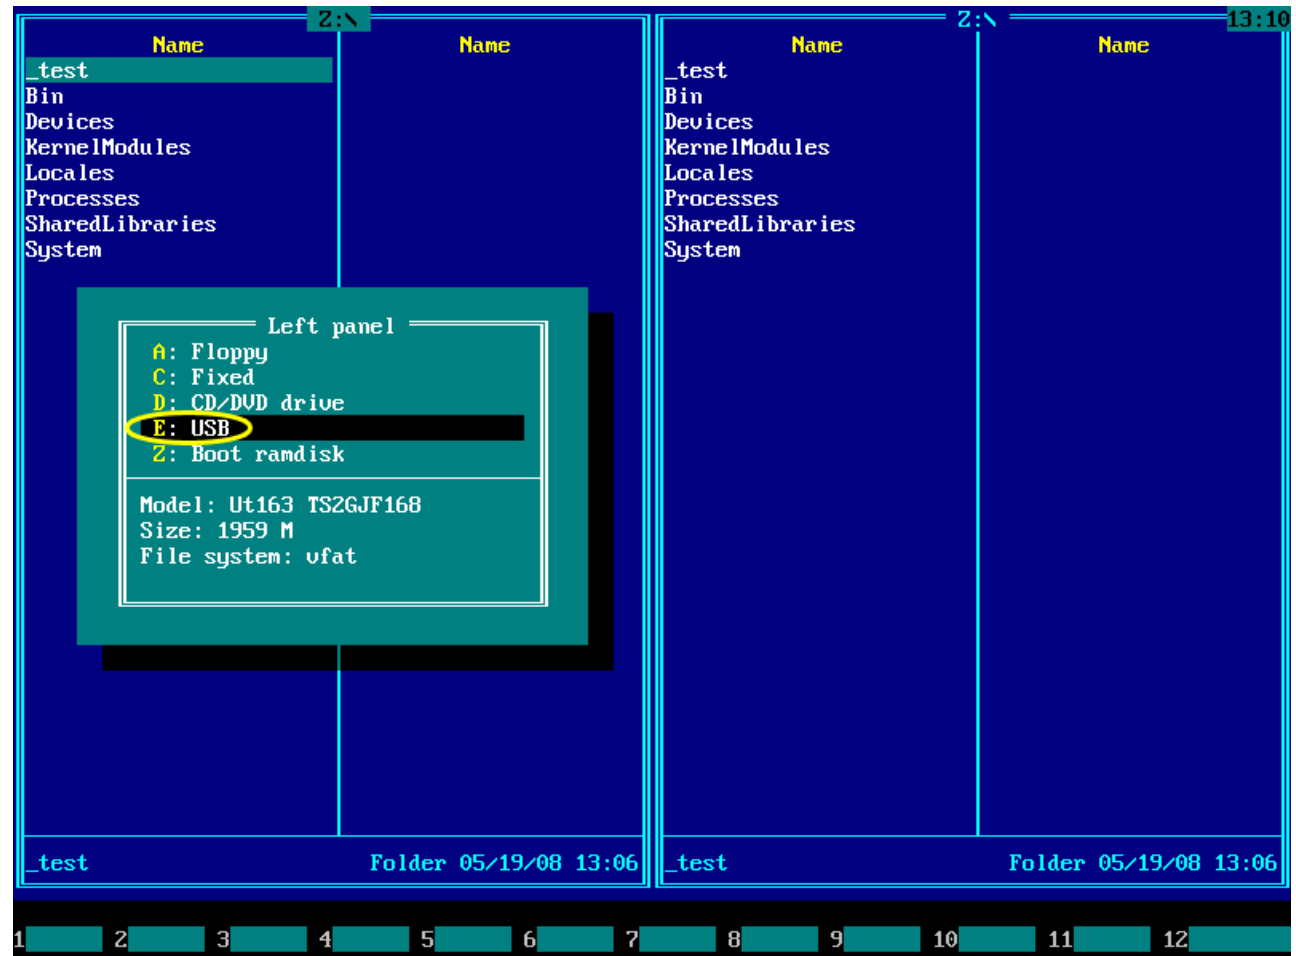 Z:\ Z:\ 13:10
Name Name Name Name
_test _test
Bin Bin
Devices Devices
KernelModules KernelModules
Locales Locales
Processes Processes
SharedLibraries SharedLibraries
System System
Left panel
A: Floppy
C: Fixed
D: CD/DVD drive
E: USB
Z: Boot ramdisk
Model: Ut163 TS2GJF168
Size: 1959 M
File system: vfat
_test Folder 05/19/08 13:06 _test Folder 05/19/08 13:06
1 2 3 4 5 6 7 8 9 10 11 12